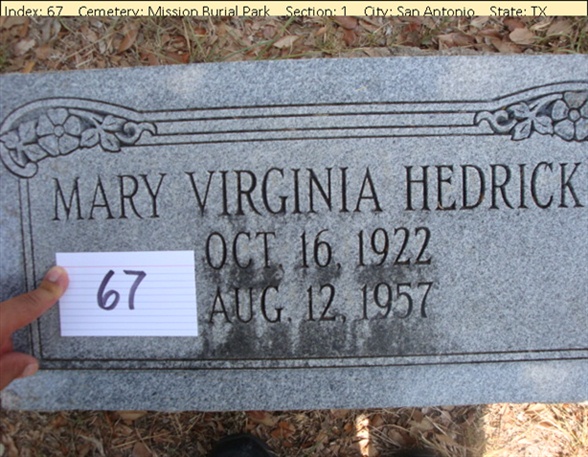 Index: 67 Cemetery: Mission Burial Park Section: 1 City: San Antonio State: TX
MARY VIRGINIA HEDRICK
OCT. 16, 1922
67
AUG. 12, 1957